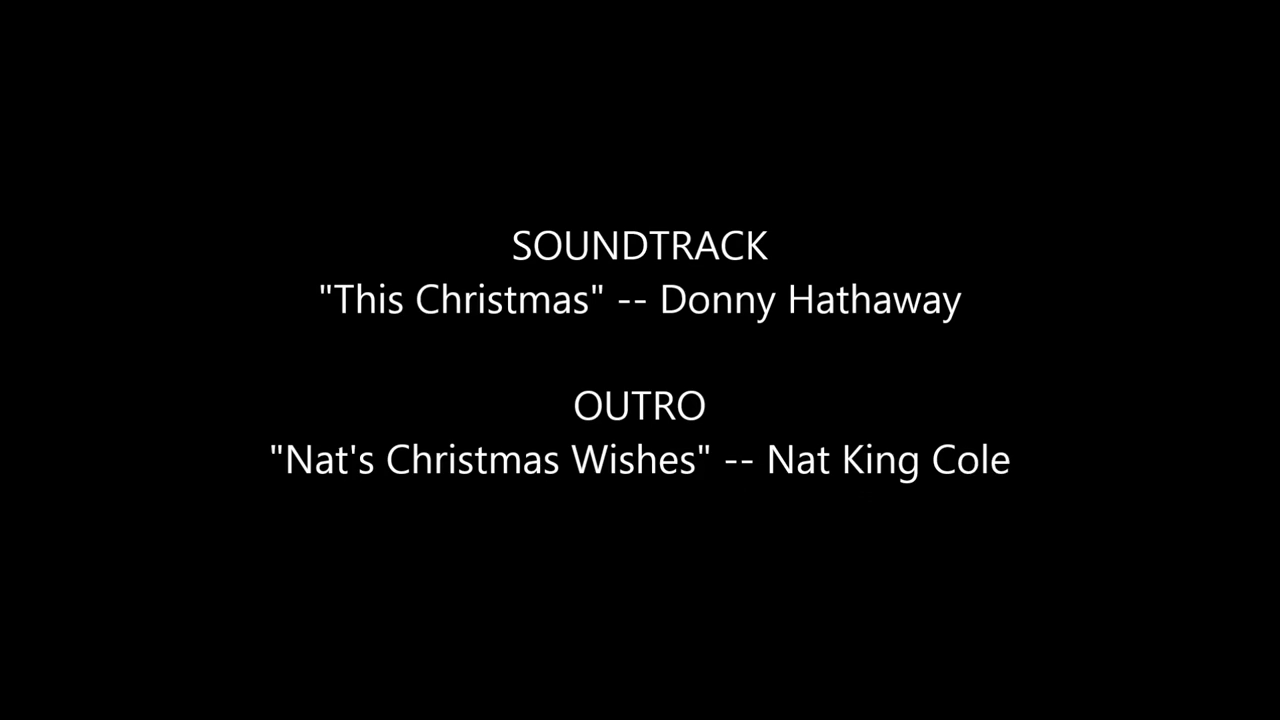 SOUNDTRACK
"This Christmas" -- Donny Hathaway
OUTRO
"Nat's Christmas Wishes" -- Nat King Cole